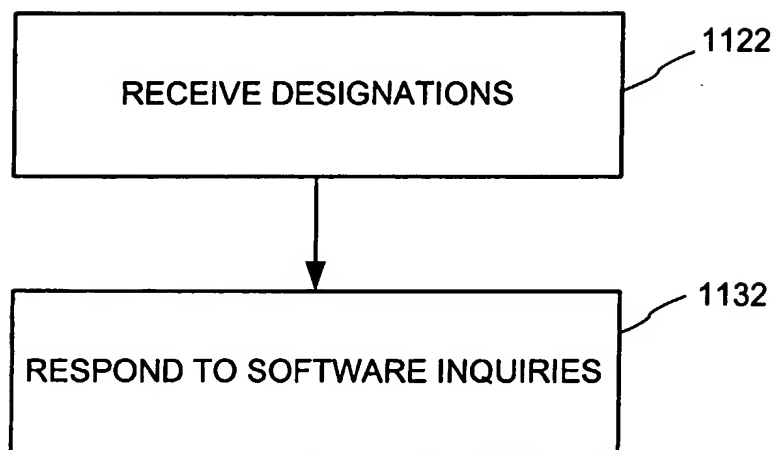 1122
RECEIVE DESIGNATIONS
1132
RESPOND TO SOFTWARE INQUIRIES